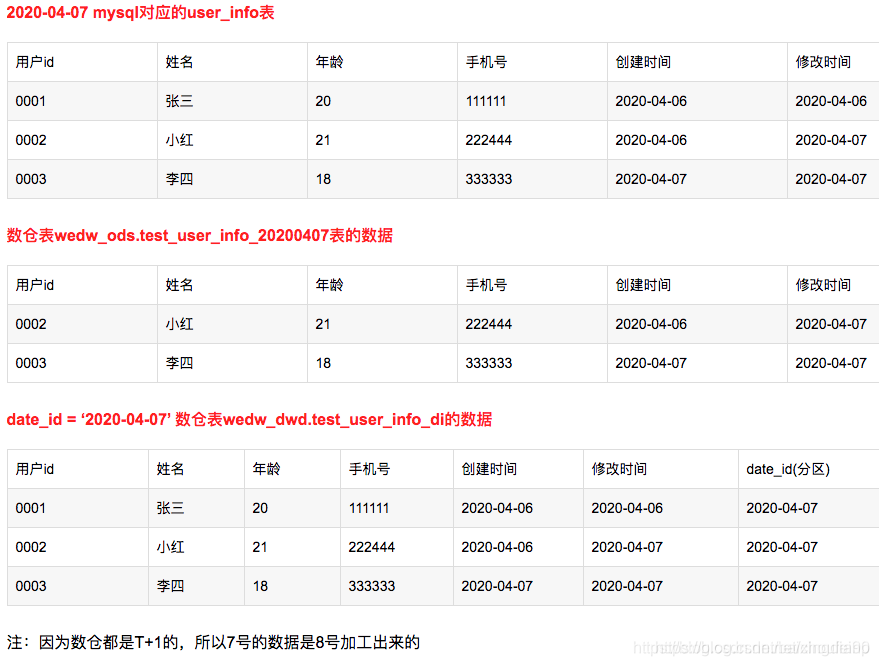 2020-04-07 mysql对应的user_info表
用户id 姓名 年龄 手机号 创建时间 修改时间
0001 张三 20 111111 2020-04-06 2020-04-06
0002 小红 21 222444 2020-04-06 2020-04-07
0003 李四 18 333333 2020-04-07 2020-04-07
数仓表wedw_ods.test_user_info_20200407表的数据
用户id 姓名 年龄 手机号 创建时间 修改时间
0002 小红 21 222444 2020-04-06 2020-04-07
0003 李四 18 333333 2020-04-07 2020-04-07
date_id = ‘2020-04-07’ 数仓表wedw_dwd.test_user_info_di的数据
用户id 姓名 年龄 手机号 创建时间 修改时间 date_id(分区)
0001 张三 20 111111 2020-04-06 2020-04-06 2020-04-07
0002 小红 21 222444 2020-04-06 2020-04-07 2020-04-07
0003 李四 18 333333 2020-04-07 2020-04-07 2020-04-07
注：因为数仓都是T+1的，所以7号的数据是8号加工出来的